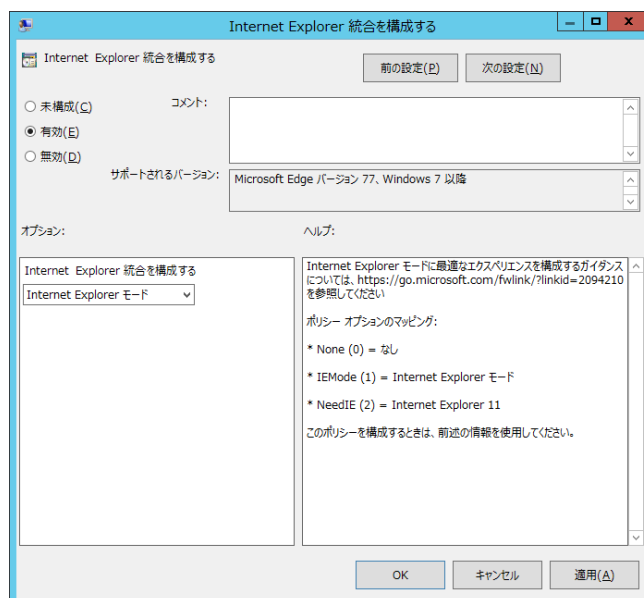 Internet Explorer 統合を構成する
Internet Explorer 統合を構成する
前の設定(P)
次の設定(N)
未構成(C)
有効(E)
無効(D)
コメント:
サポートされるバージョン:
Microsoft Edge バージョン 77、Windows 7 以降
オプション:
ヘルプ:
Internet Explorer 統合を構成する
Internet Explorer モード
Internet Explorer モードに最適なエクスペリエンスを構成するガイダンス
については、https://go.microsoft.com/fwlink/?linkid=2094210
を参照してください
ポリシー オプションのマッピング:
* None (0) = なし
* IEMode (1) = Internet Explorer モード
* NeedIE (2) = Internet Explorer 11
このポリシーを構成するときは、前述の情報を使用してください。
OK
キャンセル
適用(A)